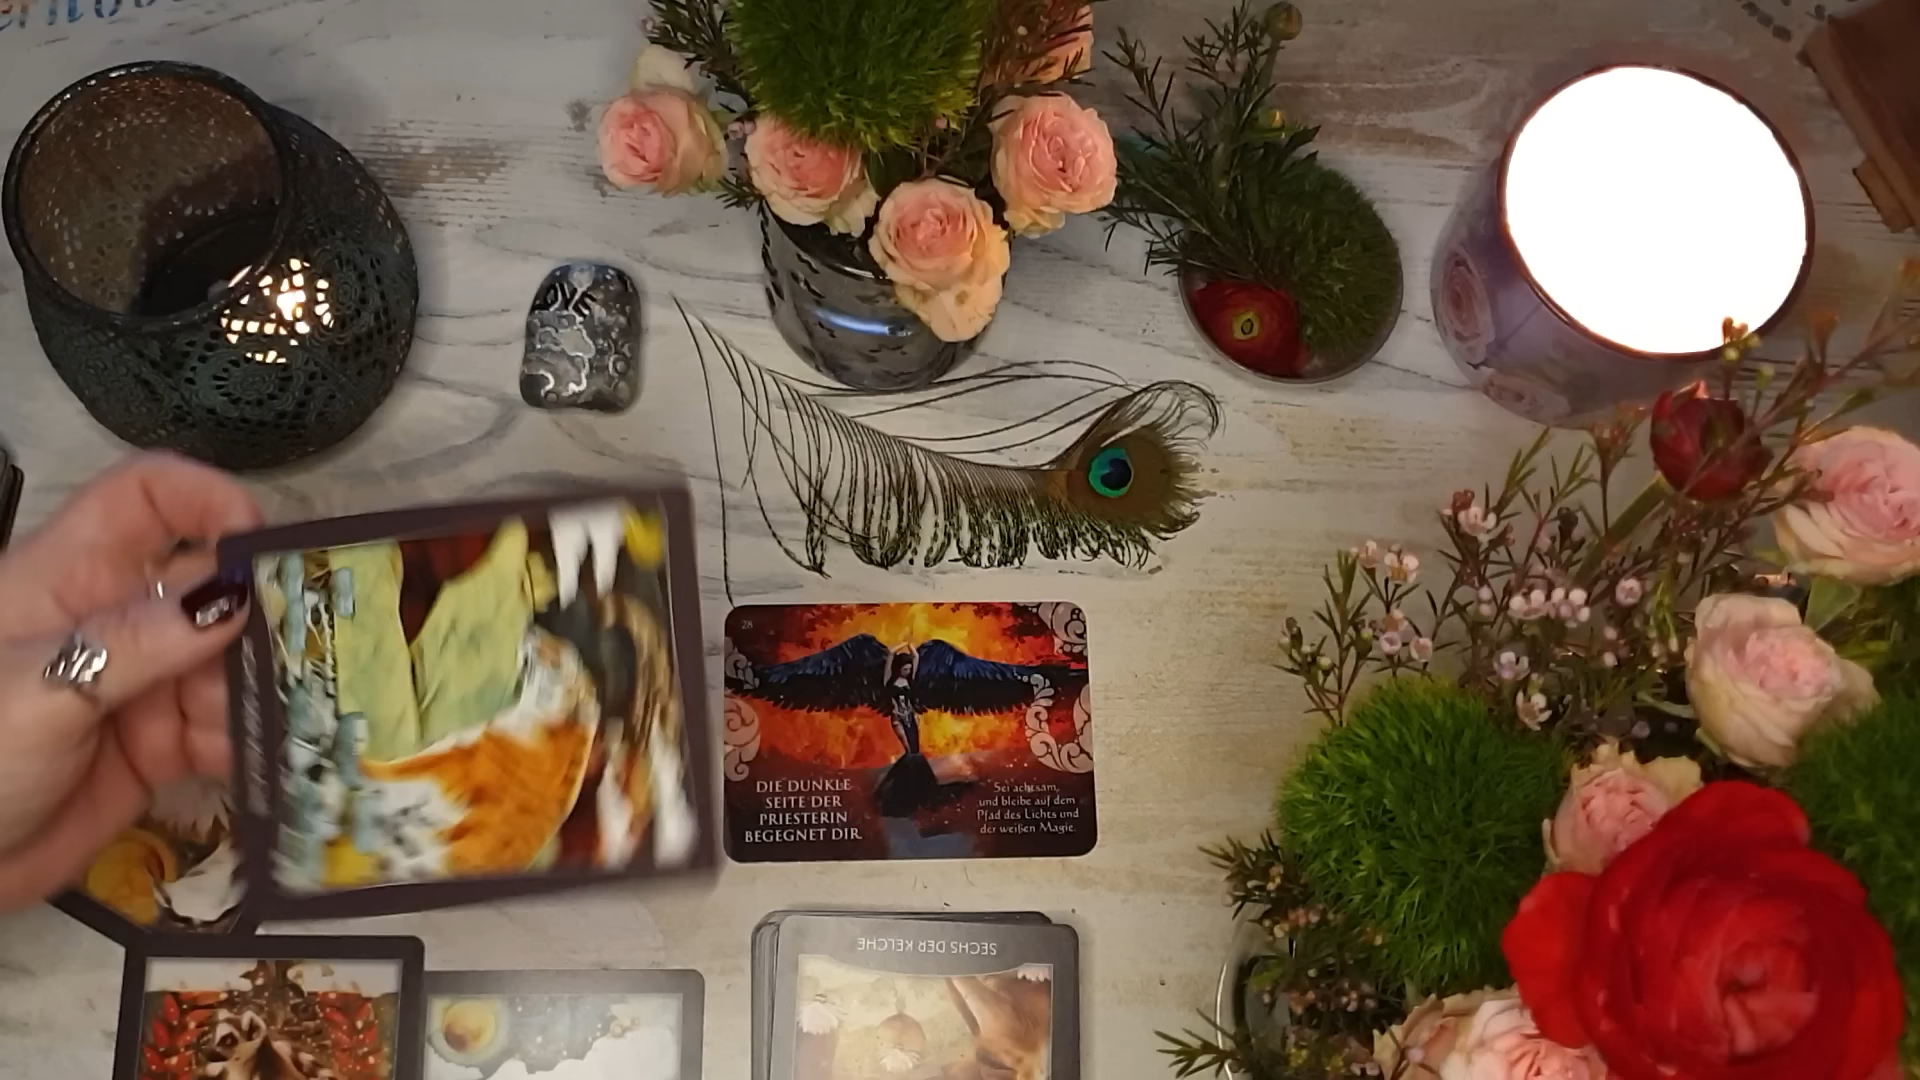 28
DIE DUNKLE
SEITE DER
PRIESTERIN
BEGEGNET DIR
Sei achtsam,
und bleibe auf dem
Pfad des Lichts und
der weißen Magie.
SECHS DER KELCHE